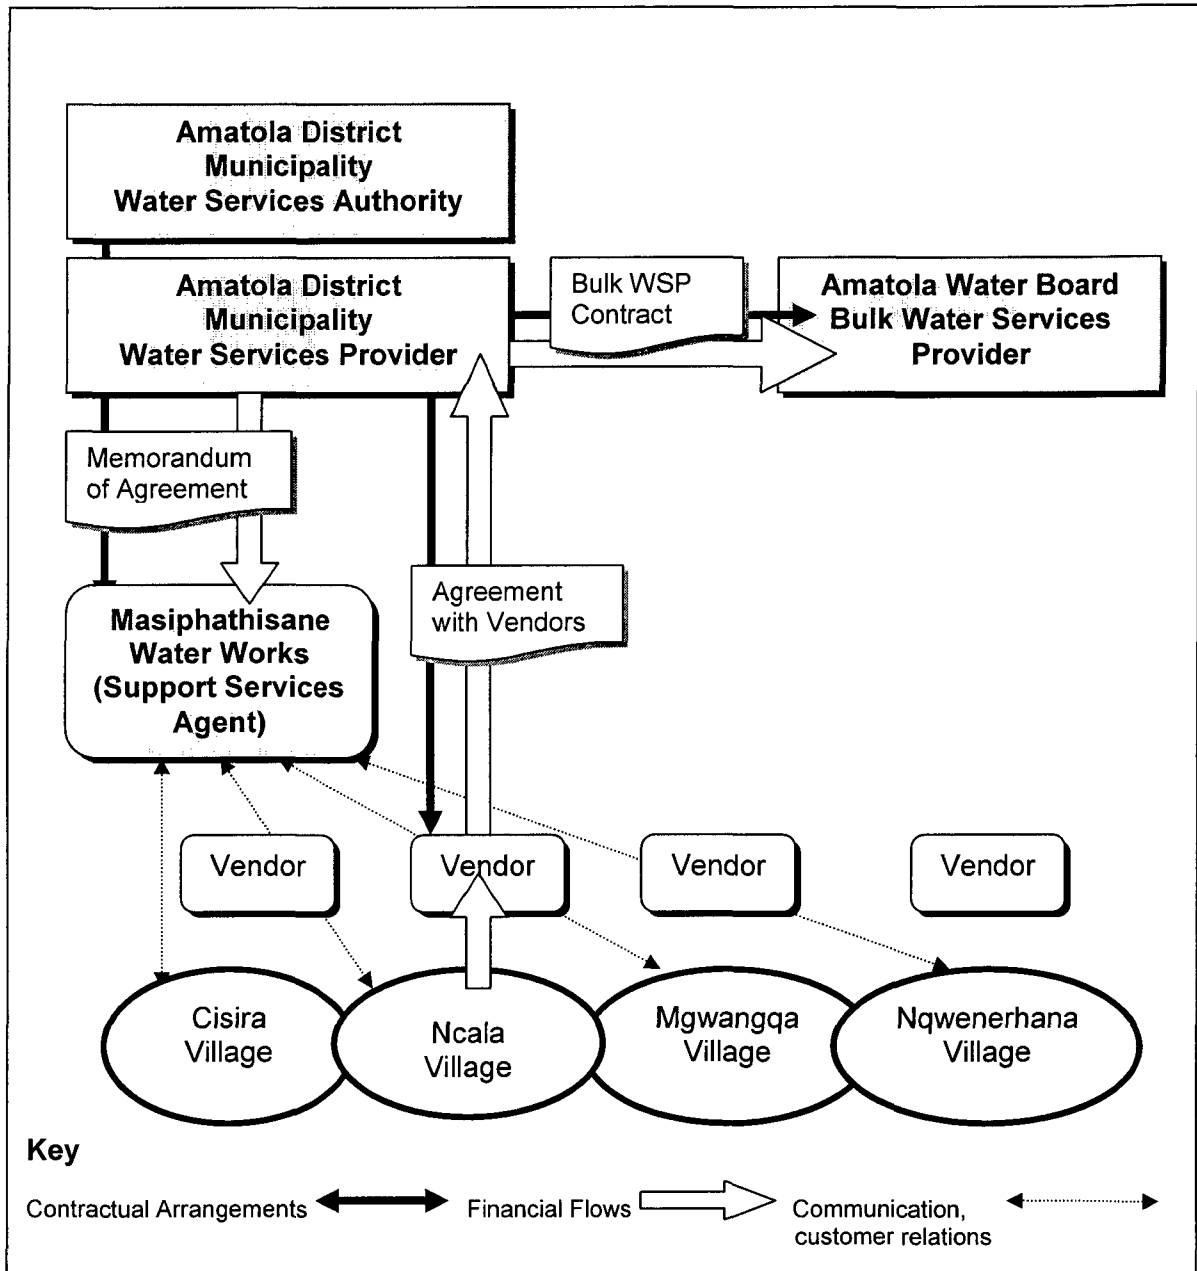 Amatola District
Municipality
Water Services Authority
Amatola District
Municipality
Water Services Provider
Bulk WSP
Contract
Amatola Water Board
Bulk Water Services
Provider
Memorandum
of Agreement
Agreement
with Vendors
Masiphathisane
Water Works
(Support Services
Agent)
Vendor
Vendor
Vendor
Vendor
Cisira
Village
Ncala
Village
Mgwangqa
Village
Nqwenerhana
Village
Key
Contractual Arrangements
Financial Flows
Communication,
customer relations